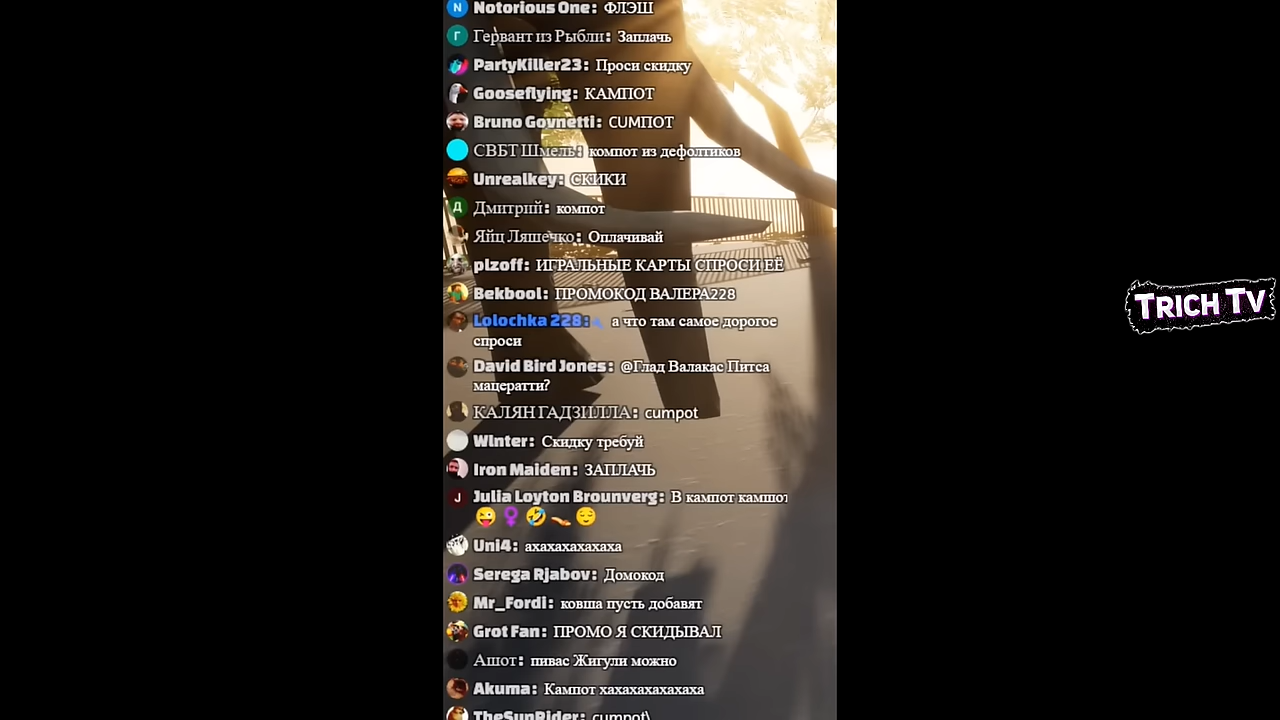 Notorious One: ФЛЭШ
Гервант из Рыбли: Заплачь
PartyKiller23: Проси скидку
Gooseflying: КАМПОТ
Bruno Govnetti: CUMПОТ
СВБТ Шмель: компот из дефолтиков
Unrealkey: СКИКИ
Дмитрий: компот
Яйц Ляшечко: Оплачивай
plzoff: ИГРАЛЬНЫЕ КАРТЫ СПРОСИ ЕЁ
Bekbool: ПРОМОКОД ВАЛЕРА228
Lolochka 228: а что там самое дорогое
спроси
David Bird Jones: @Глад Валакас Питса
мацератти?
КАЛЯН ГАДЗИЛЛА: cumpot
Winter: Скидку требуй
Iron Maiden: ЗАПЛАЧЬ
Julia Loyton Brounverg: В кампот кампот
😜♀️🤣👡😌
Uni4: ахахахахахаха
Serega Rjabov: Домокод
Mr_Fordi: ковша пусть добавят
Grot Fan: ПРОМО Я СКИДЫВАЛ
Ашот: пивас Жигули можно
Akuma: Кампот хахахахахахаха
TheSunRider: cumpot\
TRICH TV